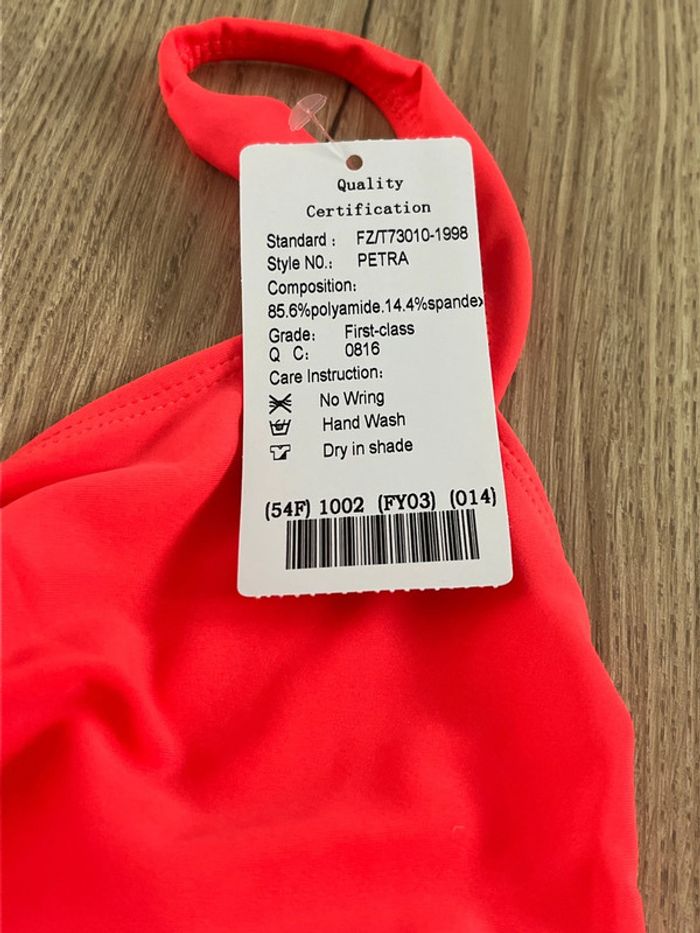 Quality
Certification
Standard : FZ/T73010-1998
Style N0.: PETRA
Composition:
85.6%polyamide.14.4%spandex
Grade: First-class
Q C: 0816
Care Instruction:
No Wring
Hand Wash
Dry in shade
(54F) 1002 (FY03) (014)